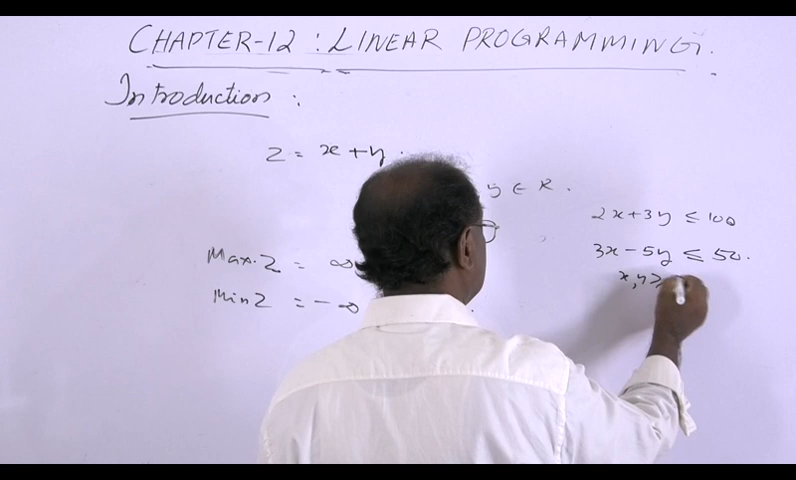 CHAPTER-12 : LINEAR PROGRAMMING.
Introduction :
Z = x + y.
y ∈ R.
2x+3y ≤ 100
3x-5y ≤ 50.
x,y ≥
Max.Z = ∞
Min Z = -∞